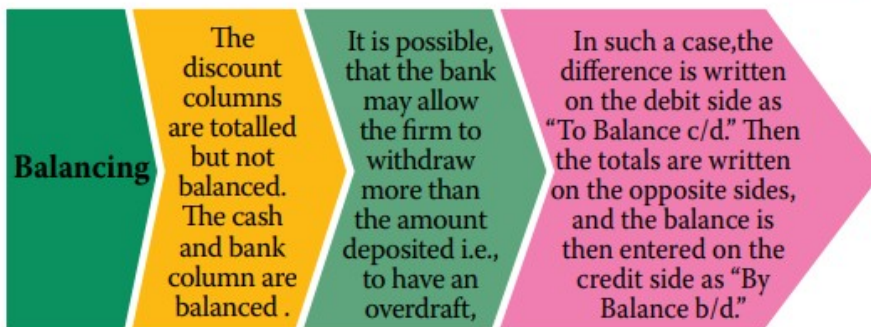 Balancing
The
discount
columns
are totalled
but not
balanced.
The cash
and bank
column are
balanced .
It is possible,
that the bank
may allow
the firm to
withdraw
more than
the amount
deposited i.e.,
to have an
overdraft,
In such a case,the
difference is written
on the debit side as
“To Balance c/d.” Then
the totals are written
on the opposite sides,
and the balance is
then entered on the
credit side as “By
Balance b/d.”